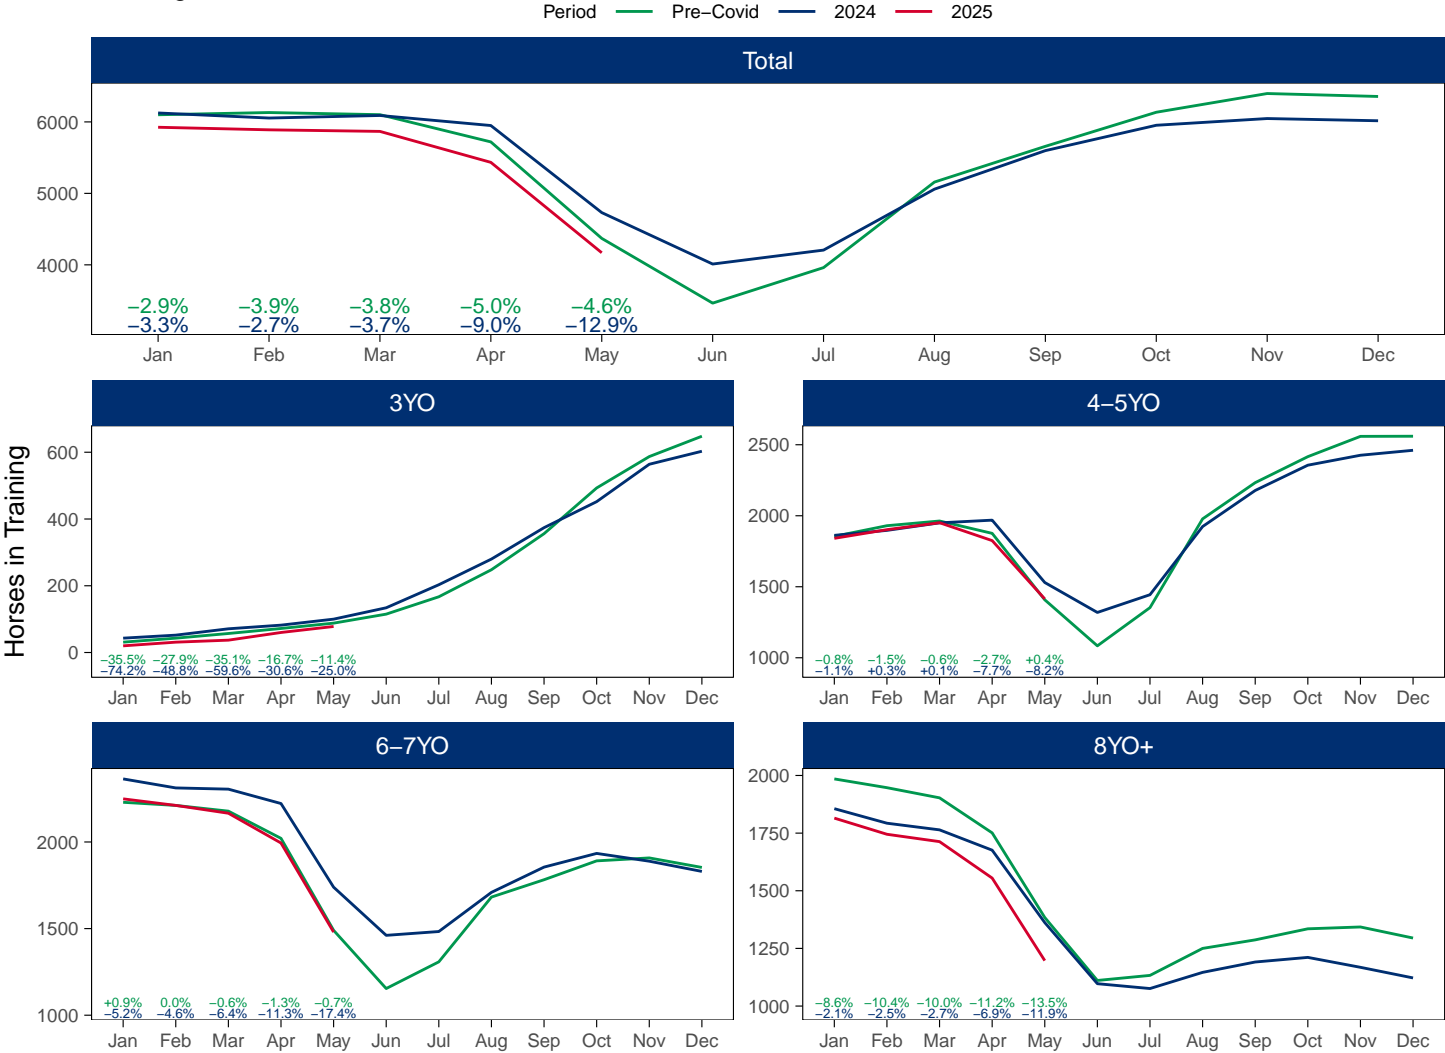 Period Pre−Covid 2024 2025
Total
6000
5000
4000
−2.9% −3.9% −3.8% −5.0% −4.6%
−3.3% −2.7% −3.7% −9.0% −12.9%
Jan Feb Mar Apr May Jun Jul Aug Sep Oct Nov Dec
Horses in Training
3YO
600
400
200
0
−35.5% −27.9% −35.1% −16.7% −11.4%
−74.2% −48.8% −59.6% −30.6% −25.0%
Jan Feb Mar Apr May Jun Jul Aug Sep Oct Nov Dec
4−5YO
2500
2000
1500
1000
−0.8% −1.5% −0.6% −2.7% +0.4%
−1.1% +0.3% +0.1% −7.7% −8.2%
Jan Feb Mar Apr May Jun Jul Aug Sep Oct Nov Dec
6−7YO
2000
1500
1000
+0.9% 0.0% −0.6% −1.3% −0.7%
−5.2% −4.6% −6.4% −11.3% −17.4%
Jan Feb Mar Apr May Jun Jul Aug Sep Oct Nov Dec
8YO+
2000
1750
1500
1250
1000
−8.6% −10.4% −10.0% −11.2% −13.5%
−2.1% −2.5% −2.7% −6.9% −11.9%
Jan Feb Mar Apr May Jun Jul Aug Sep Oct Nov Dec